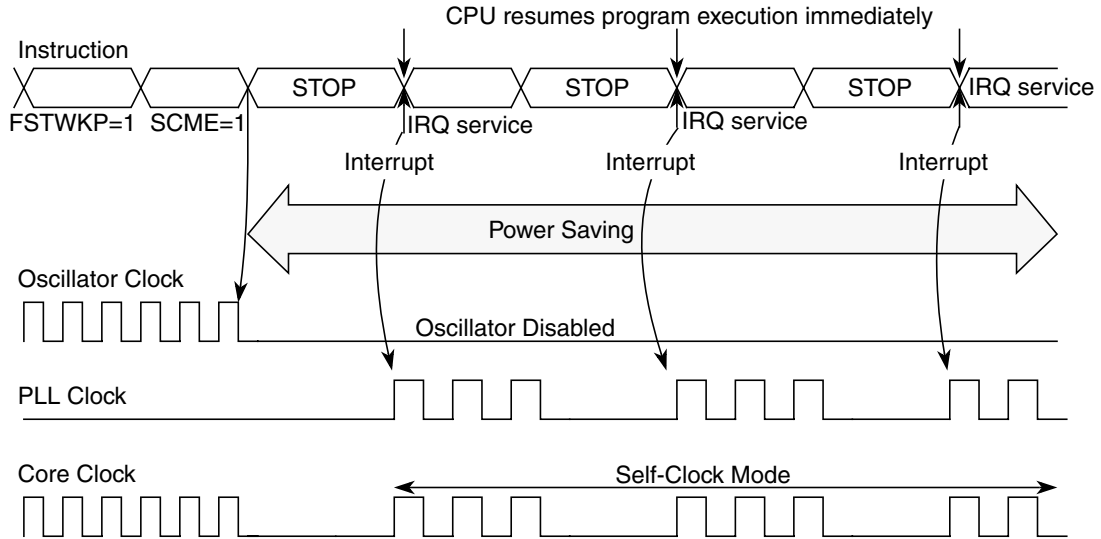 CPU resumes program execution immediately
Instruction
STOP
STOP
STOP
IRQ service
FSTWKP=1
SCME=1
IRQ service
IRQ service
Interrupt
Interrupt
Interrupt
Power Saving
Oscillator Clock
Oscillator Disabled
PLL Clock
Core Clock
Self-Clock Mode